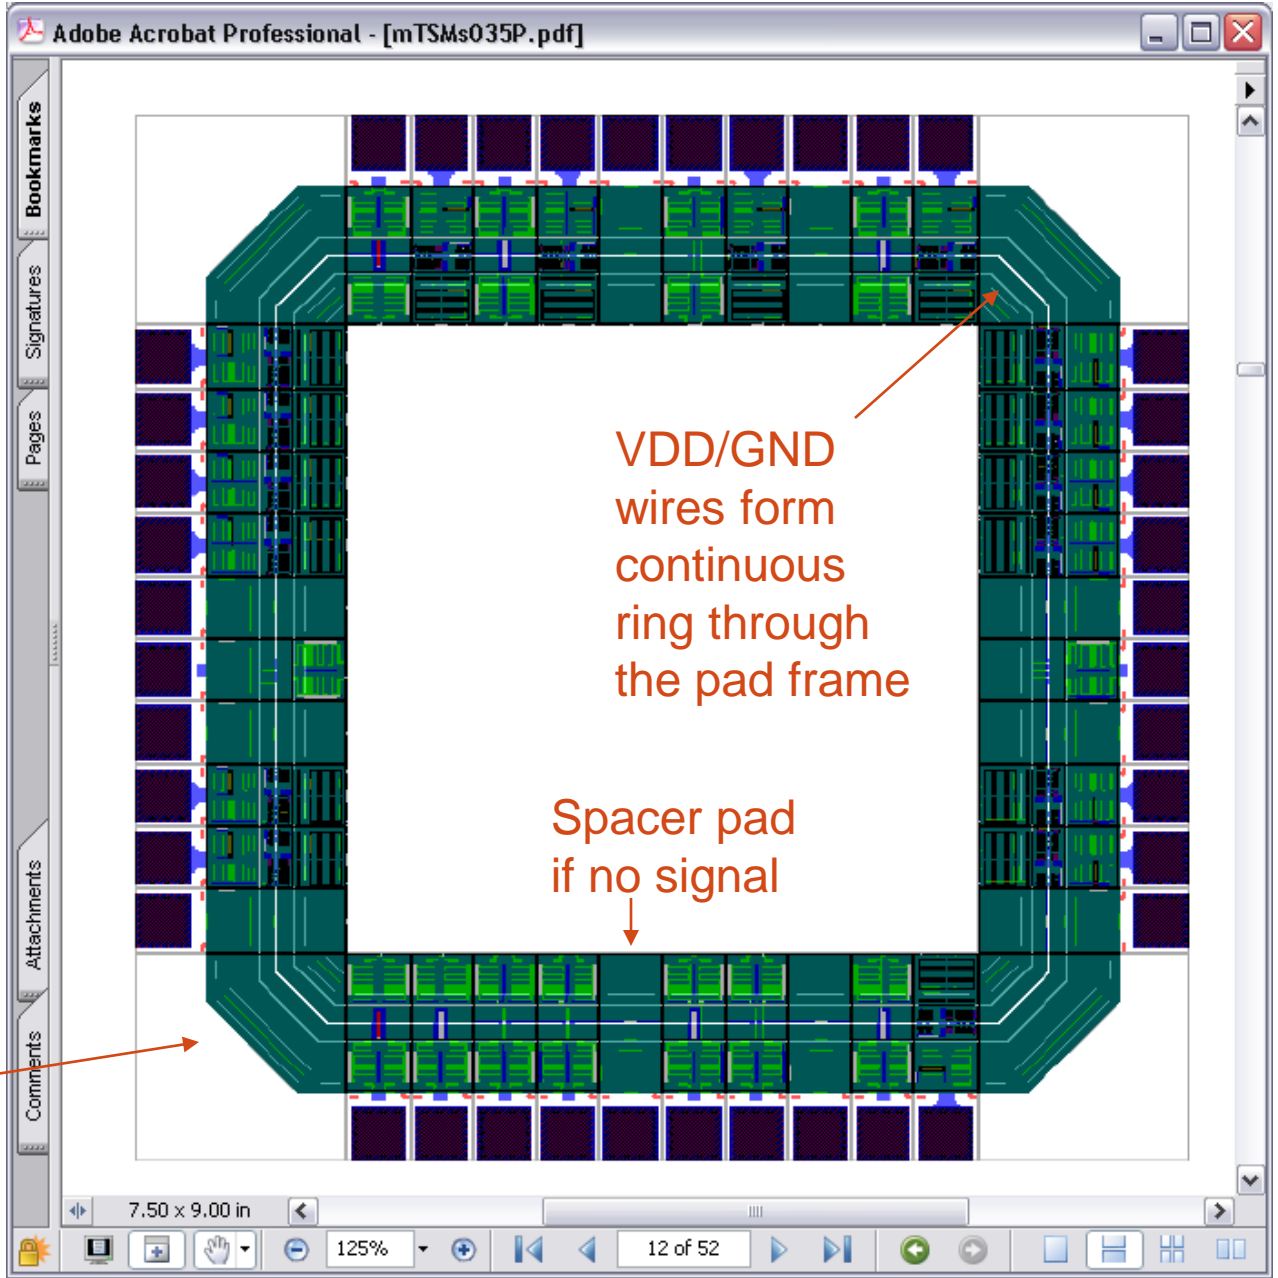 Adobe Acrobat Professional - [mTSMs035P.pdf]
Bookmarks
Signatures
Pages
Attachments
Comments
VDD/GND
wires form
continuous
ring through
the pad frame
Spacer pad
if no signal
7.50 x 9.00 in
125%
12 of 52